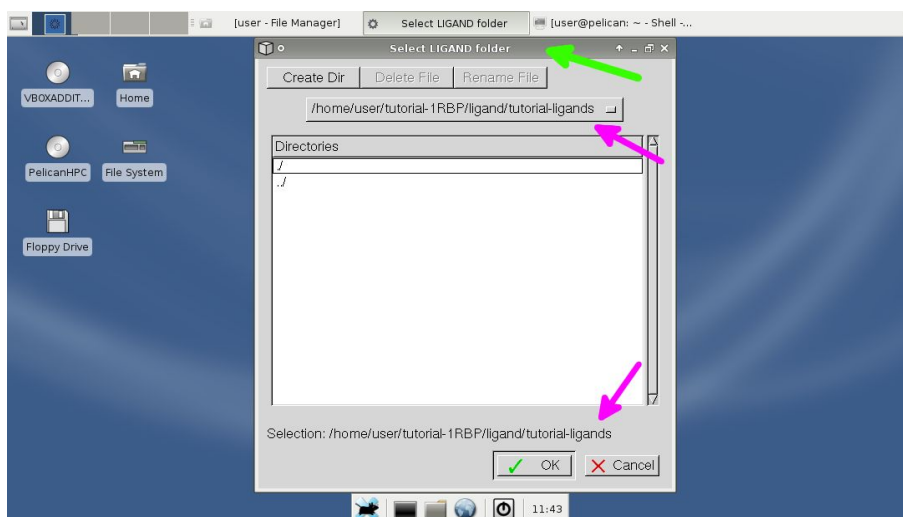 [user - File Manager]
Select LIGAND folder
[user@pelican: ~ - Shell -...
Select LIGAND folder
Create Dir
Delete File
Rename File
/home/user/tutorial-1RBP/ligand/tutorial-ligands
Directories
./
../
Selection: /home/user/tutorial-1RBP/ligand/tutorial-ligands
OK
Cancel
VBOXADDIT...
Home
PelicanHPC
File System
Floppy Drive
11:43